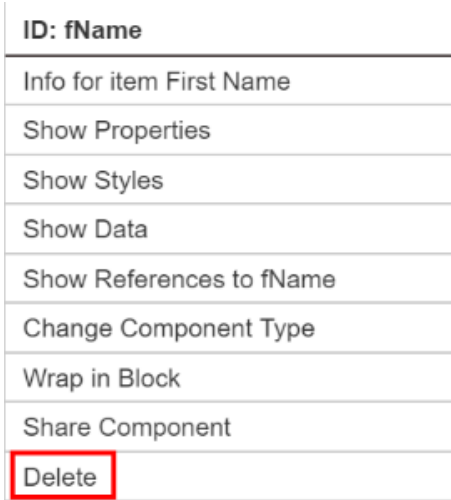 ID: fName
Info for item First Name
Show Properties
Show Styles
Show Data
Show References to fName
Change Component Type
Wrap in Block
Share Component
Delete